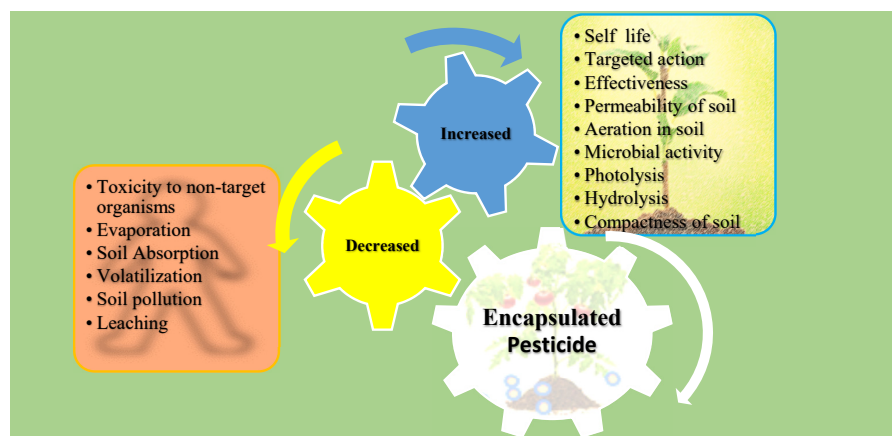 Increased
• Self life
• Targeted action
• Effectiveness
• Permeability of soil
• Aeration in soil
• Microbial activity
• Photolysis
• Hydrolysis
• Compactness of soil
Decreased
• Toxicity to non-target
organisms
• Evaporation
• Soil Absorption
• Volatilization
• Soil pollution
• Leaching
Encapsulated
Pesticide